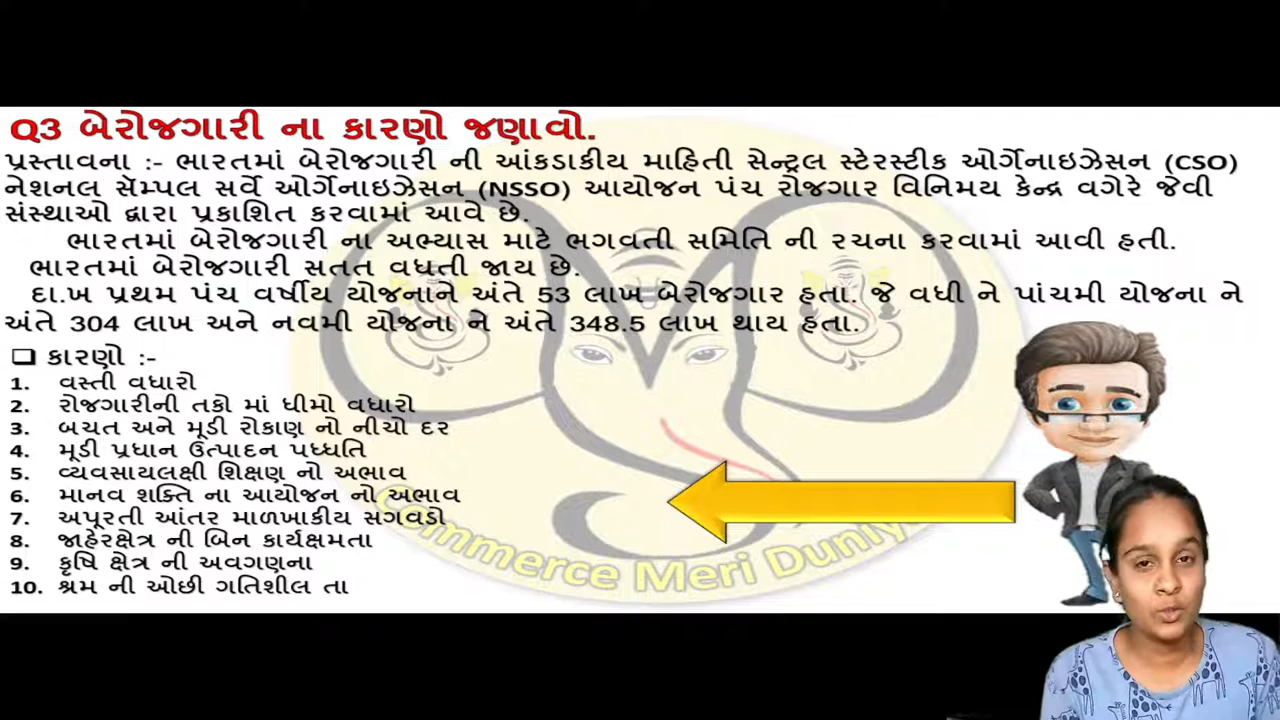 Q3 બેરોજગારી ના કારણો જણાવો.
પ્રસ્તાવના :- ભારતમાં બેરોજગારી ની આંકડાકીય માહિતી સેન્ટ્રલ સ્ટેસ્ટીક ઓર્ગેનાઇઝેસન (CSO)
નેશનલ સૅમ્પલ સર્વે ઓર્ગેનાઇઝેસન (NSSO) આયોજન પંચ રોજગાર વિનિમય કેન્દ્ર વગેરે જેવી
સંસ્થાઓ દ્વારા પ્રકાશિત કરવામાં આવે છે.
ભારતમાં બેરોજગારી ના અભ્યાસ માટે ભગવતી સમિતિ ની રચના કરવામાં આવી હતી.
ભારતમાં બેરોજગારી સતત વધતી જાય છે.
દા.ખ પ્રથમ પંચ વર્ષીય યોજનાને અંતે 53 લાખ બેરોજગાર હતા. જે વધી ને પાંચમી યોજના ને
અંતે 304 લાખ અને નવમી યોજના ને અંતે 348.5 લાખ થાય હતા.
કારણો :-
1. વસ્તી વધારો
2. રોજગારીની તકો માં ધીમો વધારો
3. બચત અને મૂડી રોકાણ નો નીચો દર
4. મૂડી પ્રધાન ઉત્પાદન પધ્ધતિ
5. વ્યવસાયલક્ષી શિક્ષણ નો અભાવ
6. માનવ શક્તિ ના આયોજન નો અભાવ
7. અપૂરતી આંતર માળખાકીય સગવડો
8. જાહેરક્ષેત્ર ની બિન કાર્યક્ષમતા
9. કૃષિ ક્ષેત્ર ની અવગણના
10. શ્રમ ની ઓછી ગતિશીલ તા
Commerce Meri Duniya